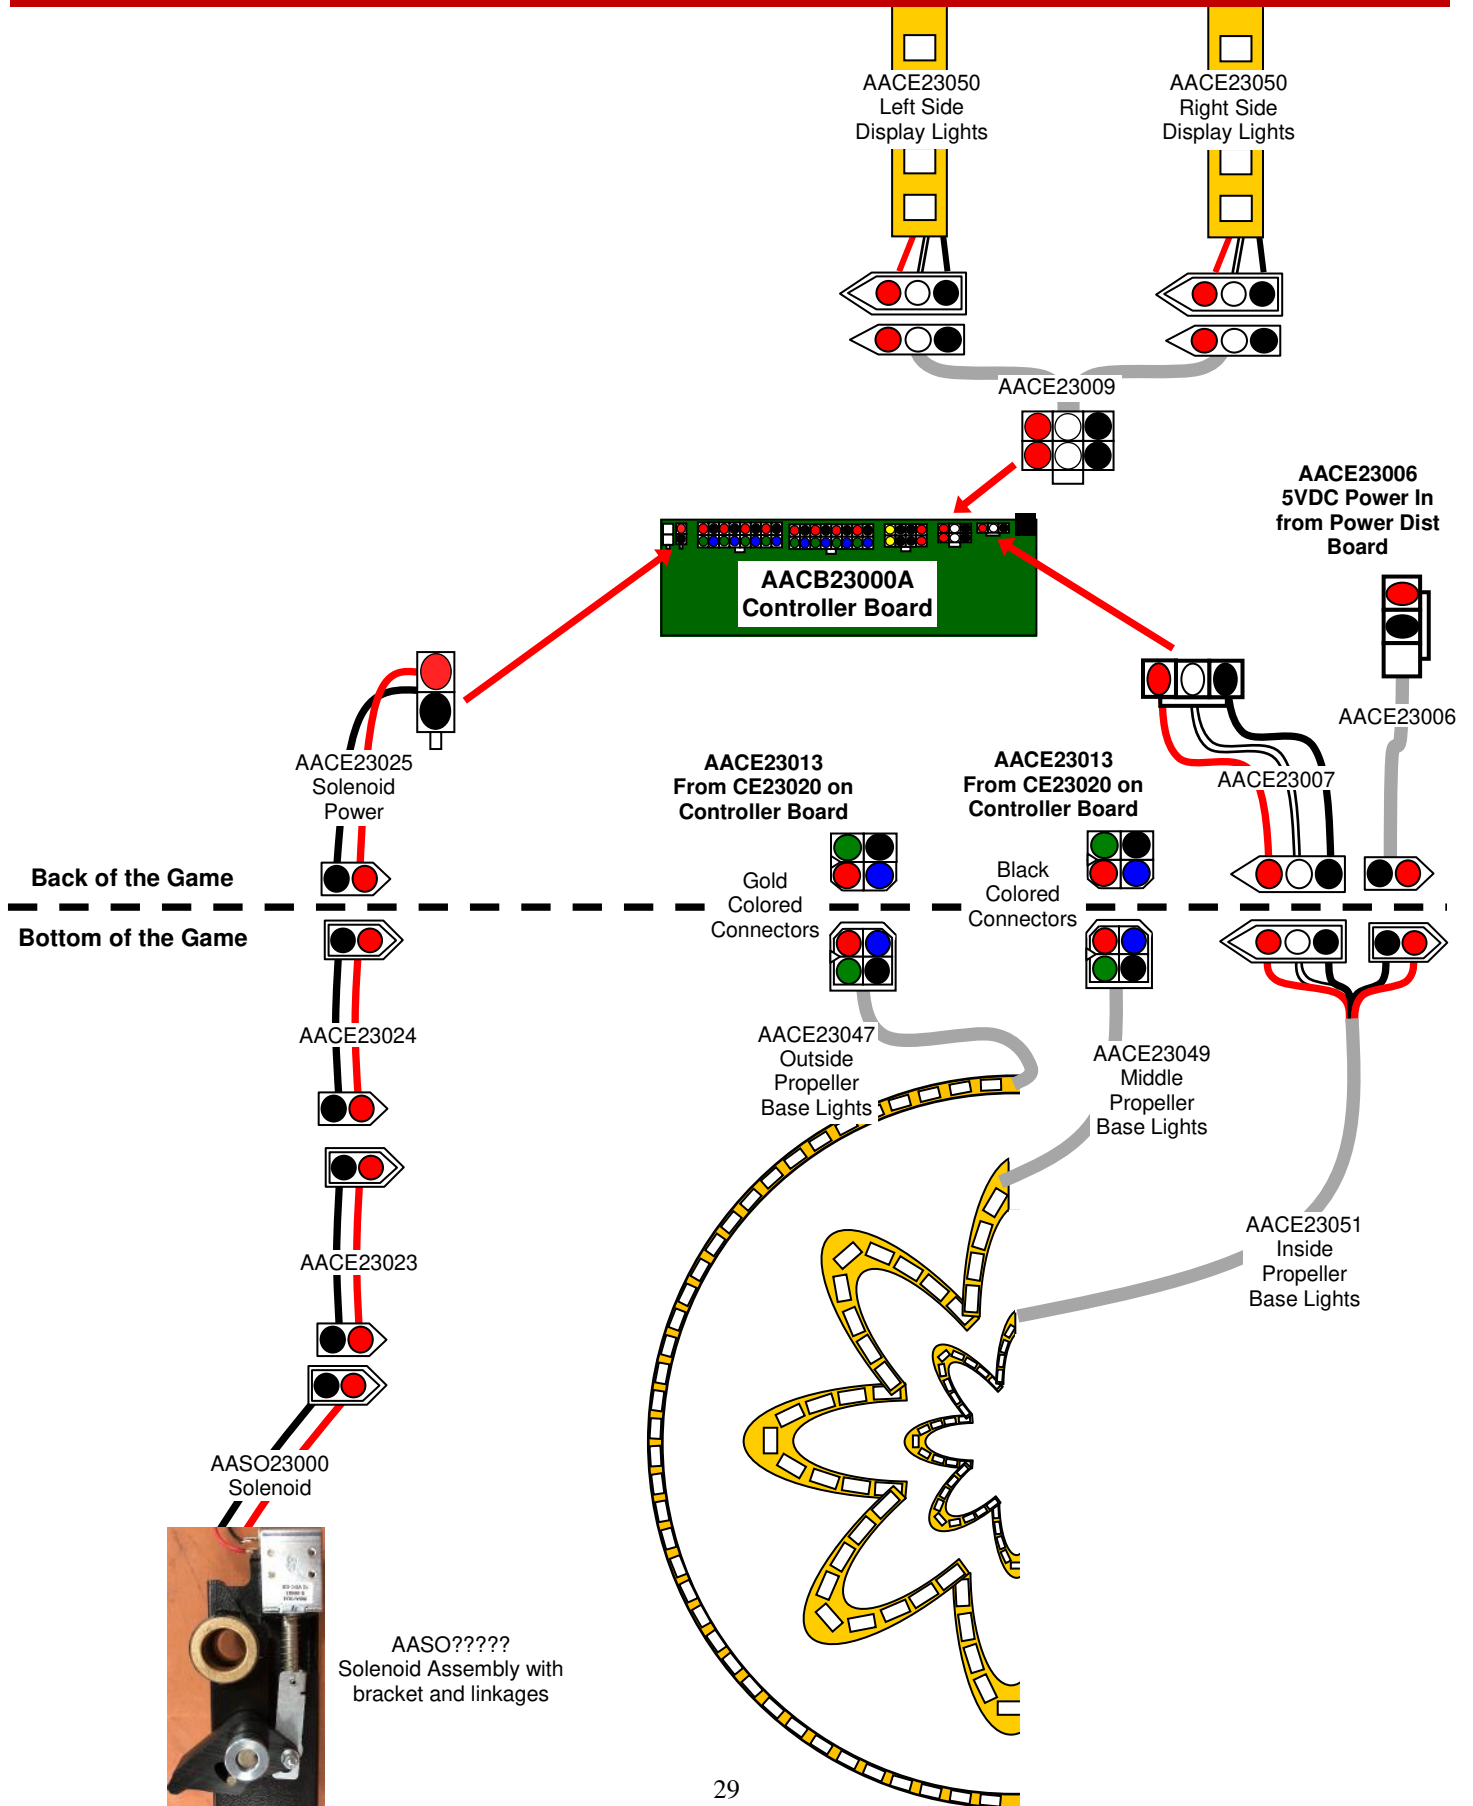 AACE23050
Left Side
Display Lights
AACE23050
Right Side
Display Lights
AACE23009
AACE23006
5VDC Power In
from Power Dist
Board
AACB23000A
Controller Board
AACE23006
AACE23025
Solenoid
Power
AACE23013
From CE23020 on
Controller Board
AACE23013
From CE23020 on
Controller Board
AACE23007
Back of the Game
Gold
Colored
Connectors
Black
Colored
Connectors
Bottom of the Game
AACE23024
AACE23047
Outside
Propeller
Base Lights
AACE23049
Middle
Propeller
Base Lights
AACE23023
AACE23051
Inside
Propeller
Base Lights
AASO23000
Solenoid
AASO?????
Solenoid Assembly with
bracket and linkages
29